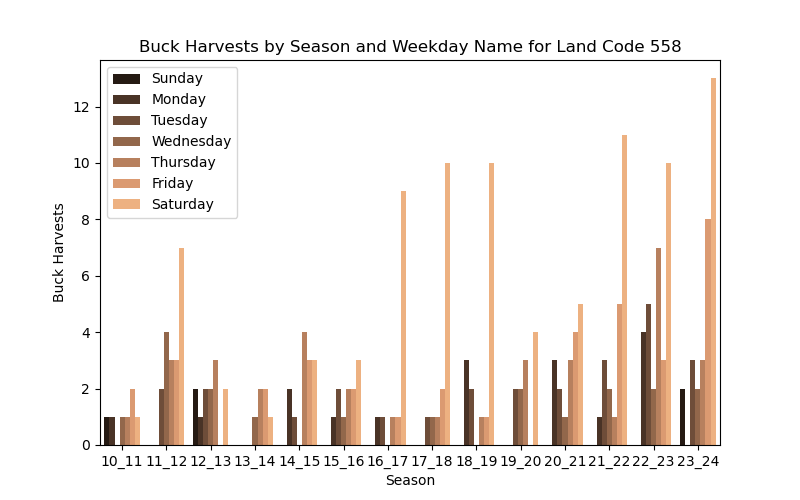 Buck Harvests by Season and Weekday Name for Land Code 558
Sunday
Monday
Tuesday
Wednesday
Thursday
Friday
Saturday
12
10
8
6
4
2
0
Buck Harvests
10_11 11_12 12_13 13_14 14_15 15_16 16_17 17_18 18_19 19_20 20_21 21_22 22_23 23_24
Season